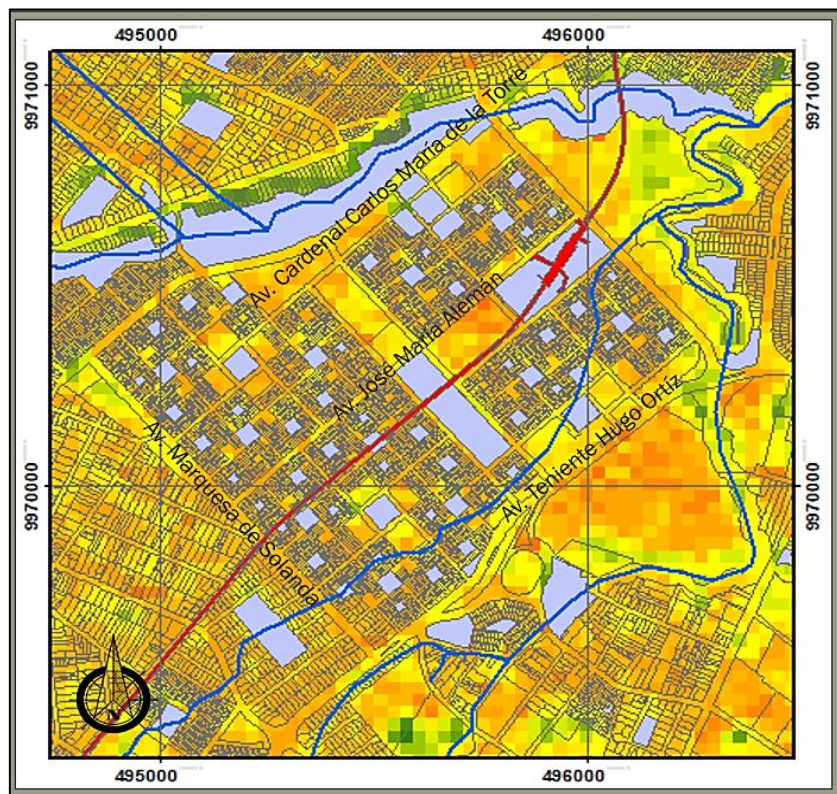 495000
496000
9971000
9971000
Av. Cardenal Carlos María de la Torre
Av. José María Alemán
Av. Marquesa de Solanda
Av. Teniente Hugo Ortíz
9970000
9970000
N
495000
496000